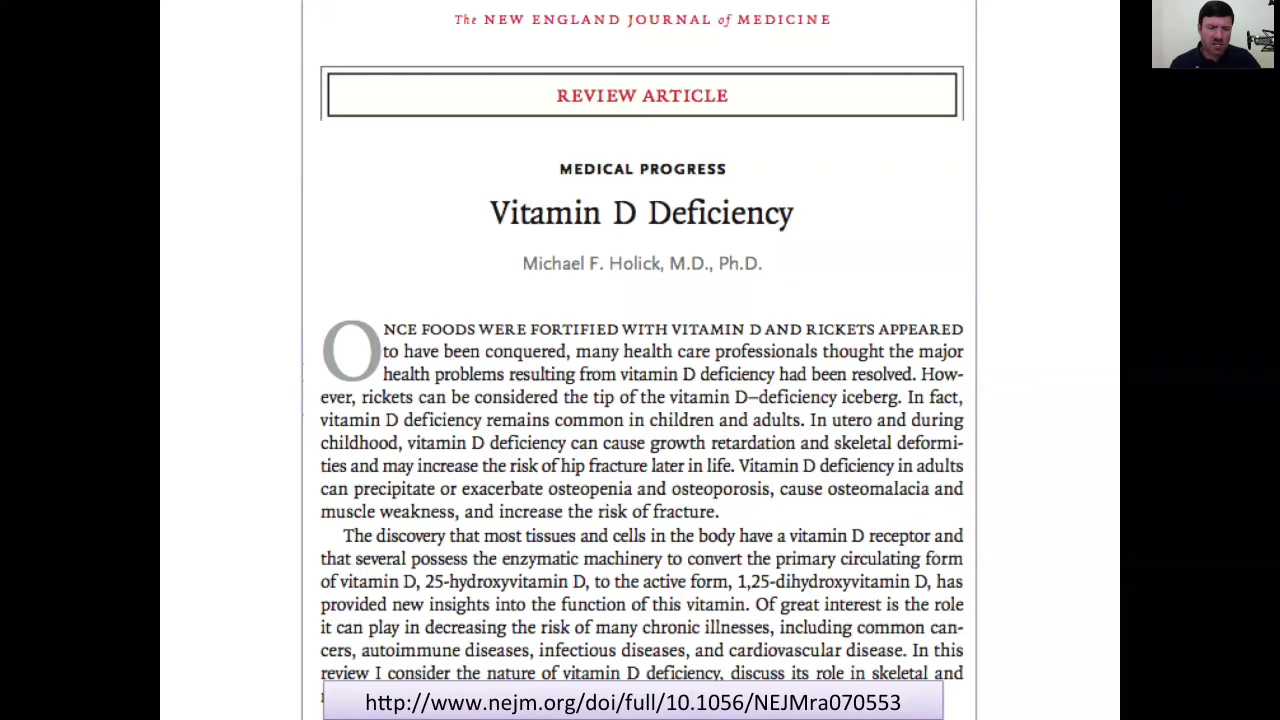 The NEW ENGLAND JOURNAL of MEDICINE
REVIEW ARTICLE
MEDICAL PROGRESS
Vitamin D Deficiency
Michael F. Holick, M.D., Ph.D.
ONCE FOODS WERE FORTIFIED WITH VITAMIN D AND RICKETS APPEARED
to have been conquered, many health care professionals thought the major
health problems resulting from vitamin D deficiency had been resolved. How-
ever, rickets can be considered the tip of the vitamin D–deficiency iceberg. In fact,
vitamin D deficiency remains common in children and adults. In utero and during
childhood, vitamin D deficiency can cause growth retardation and skeletal deformi-
ties and may increase the risk of hip fracture later in life. Vitamin D deficiency in adults
can precipitate or exacerbate osteopenia and osteoporosis, cause osteomalacia and
muscle weakness, and increase the risk of fracture.
The discovery that most tissues and cells in the body have a vitamin D receptor and
that several possess the enzymatic machinery to convert the primary circulating form
of vitamin D, 25-hydroxyvitamin D, to the active form, 1,25-dihydroxyvitamin D, has
provided new insights into the function of this vitamin. Of great interest is the role
it can play in decreasing the risk of many chronic illnesses, including common can-
cers, autoimmune diseases, infectious diseases, and cardiovascular disease. In this
review I consider the nature of vitamin D deficiency, discuss its role in skeletal and
http://www.nejm.org/doi/full/10.1056/NEJMra070553